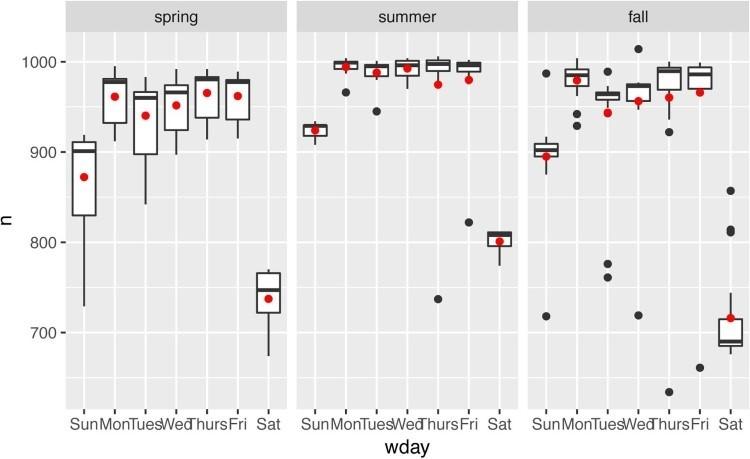 spring summer fall
1000
900
800
700
n
Sun Mon Tues Wed Thurs Fri Sat Sun Mon Tues Wed Thurs Fri Sat Sun Mon Tues Wed Thurs Fri Sat
wday